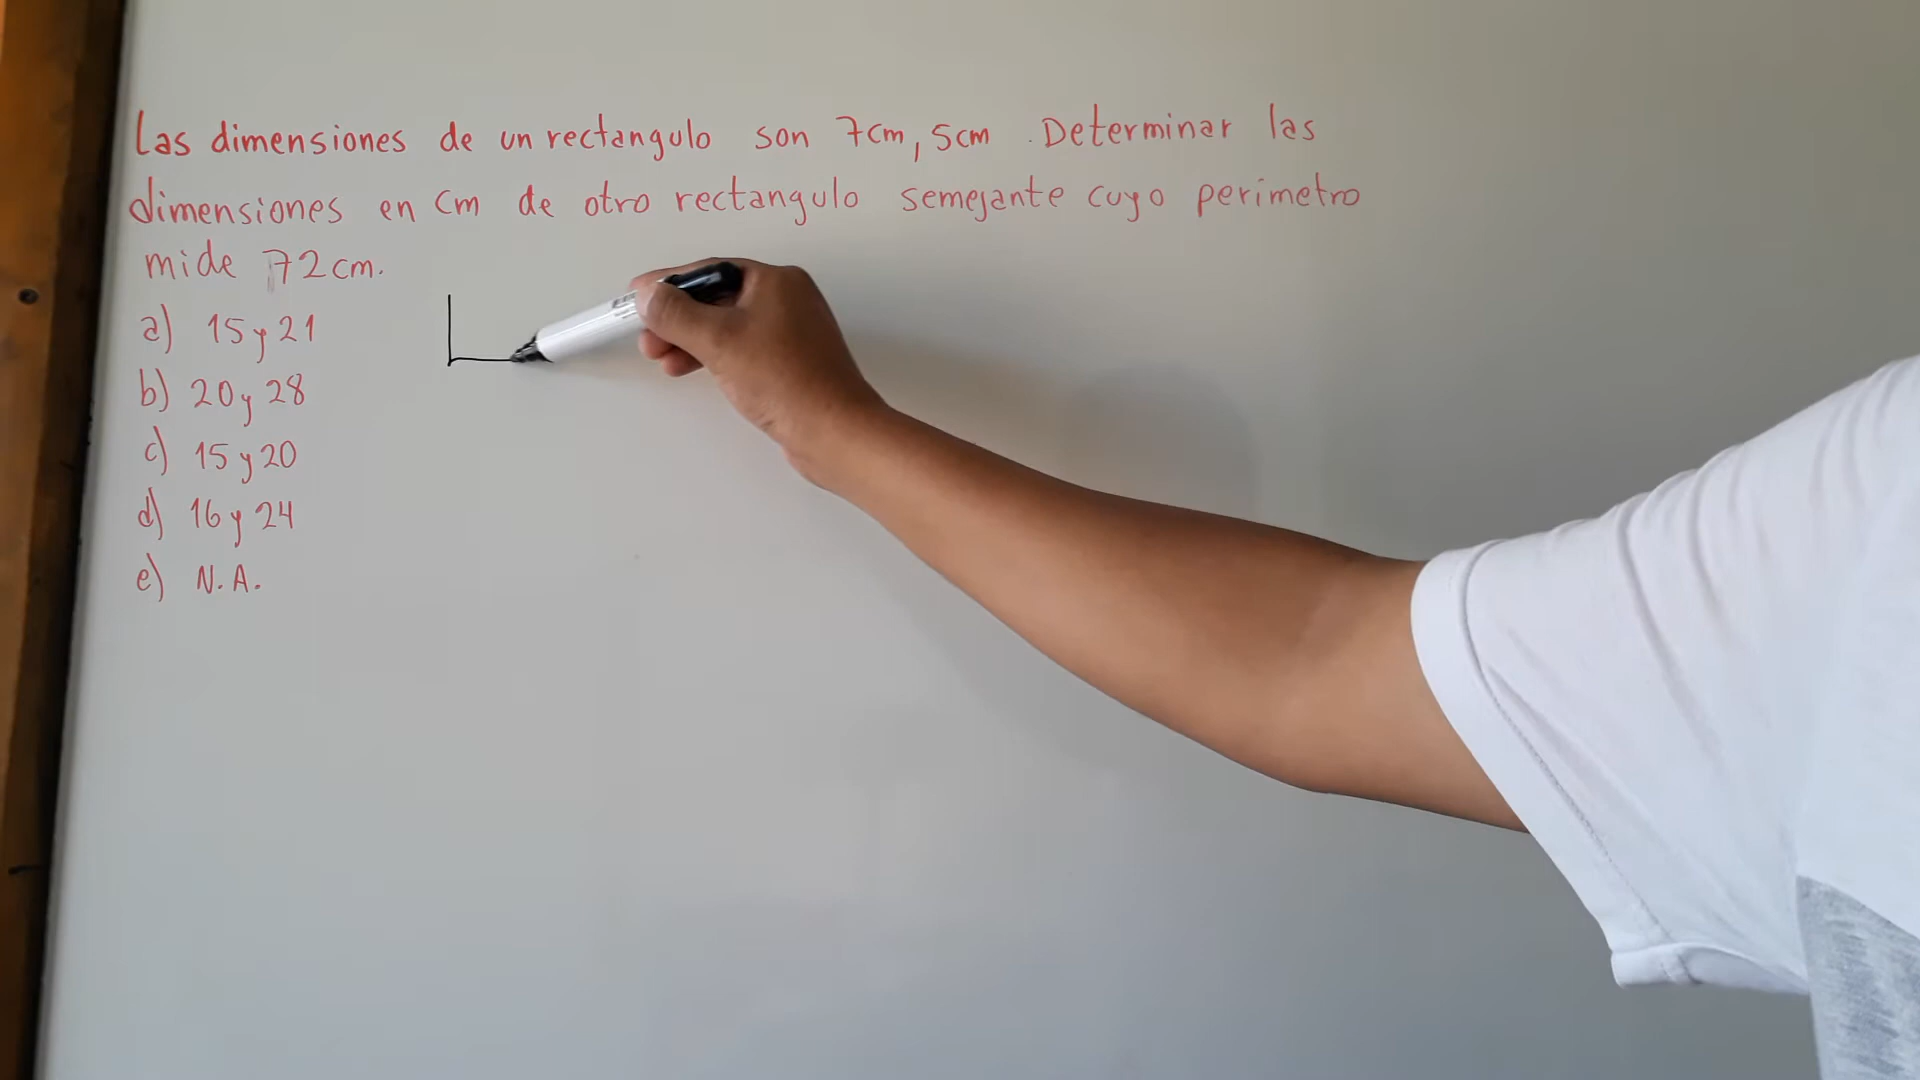 Las dimensiones de un rectangulo son 7cm, 5cm. Determinar las
dimensiones en cm de otro rectangulo semejante cuyo perimetro
mide 72cm.
a) 15 y 21
b) 20 y 28
c) 15 y 20
d) 16 y 24
e) N.A.